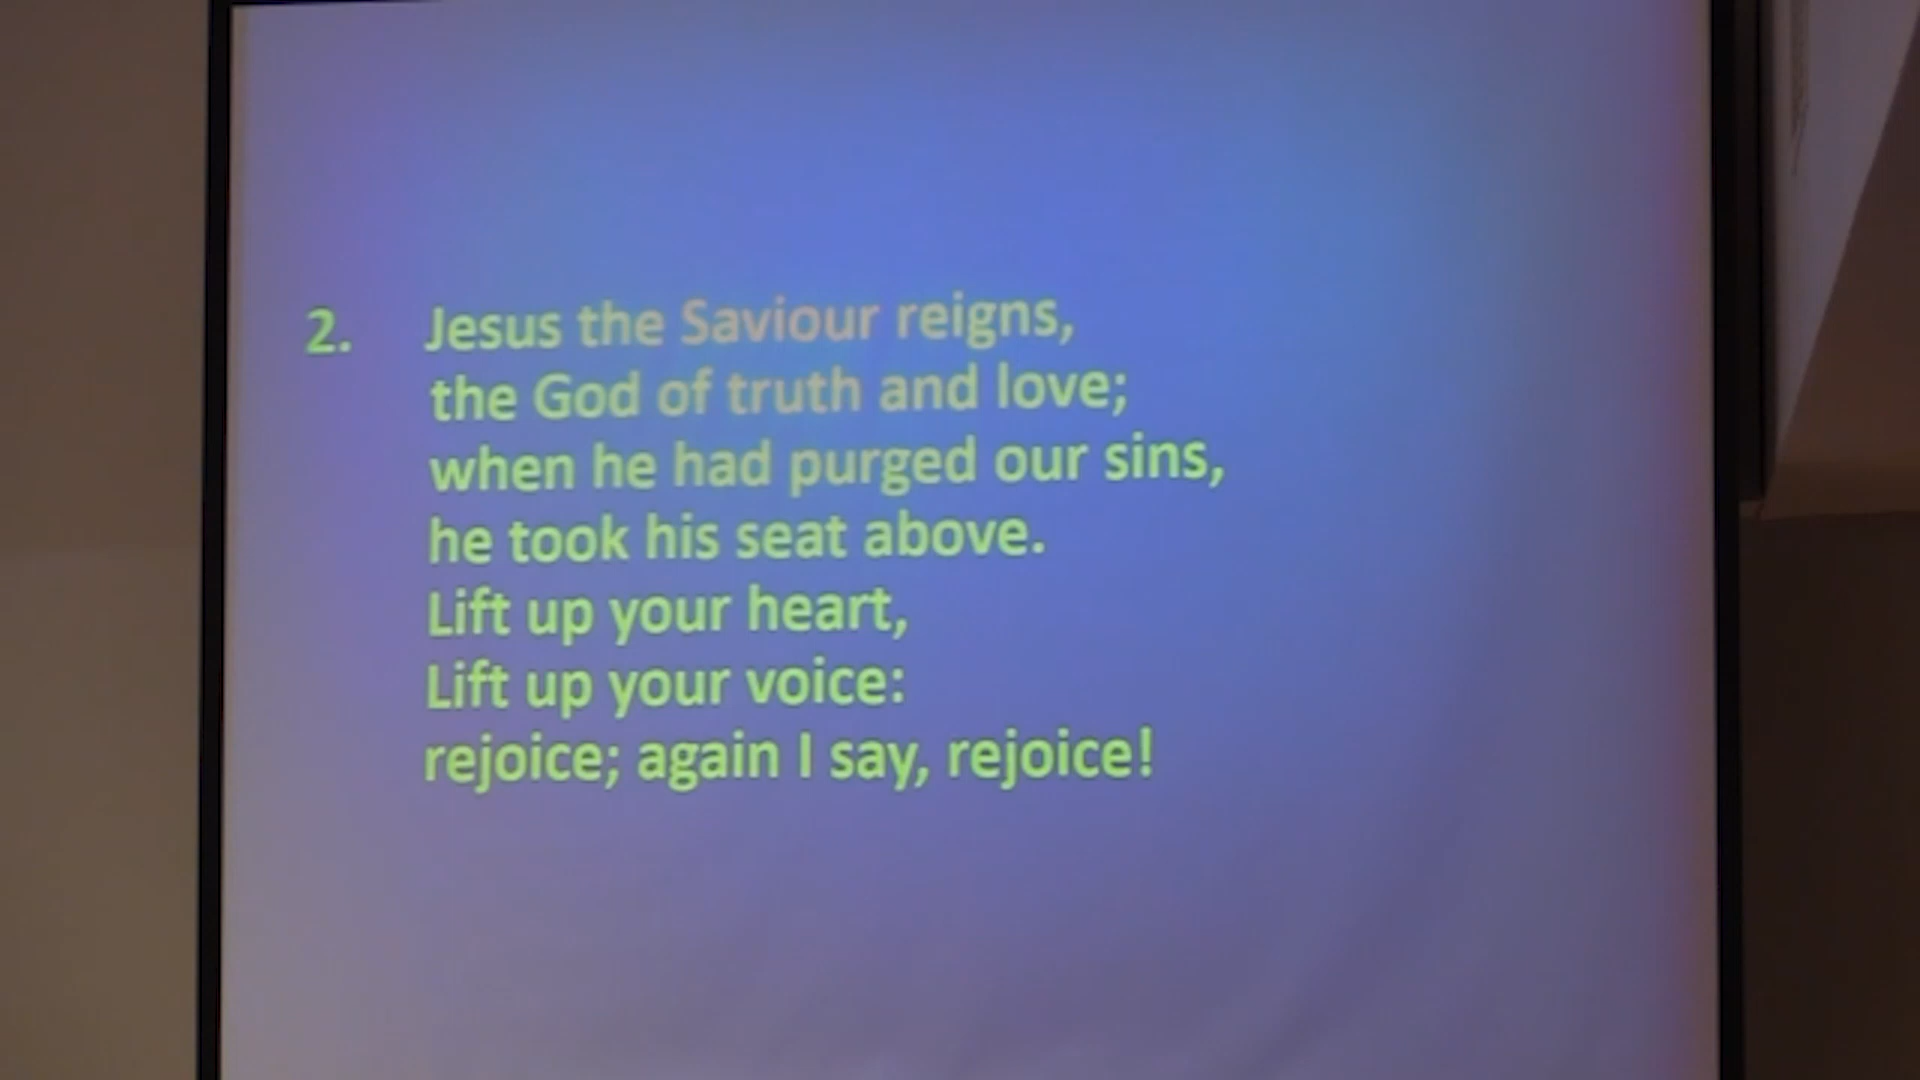 2. Jesus the Saviour reigns,
the God of truth and love;
when he had purged our sins,
he took his seat above.
Lift up your heart,
Lift up your voice:
rejoice; again I say, rejoice!